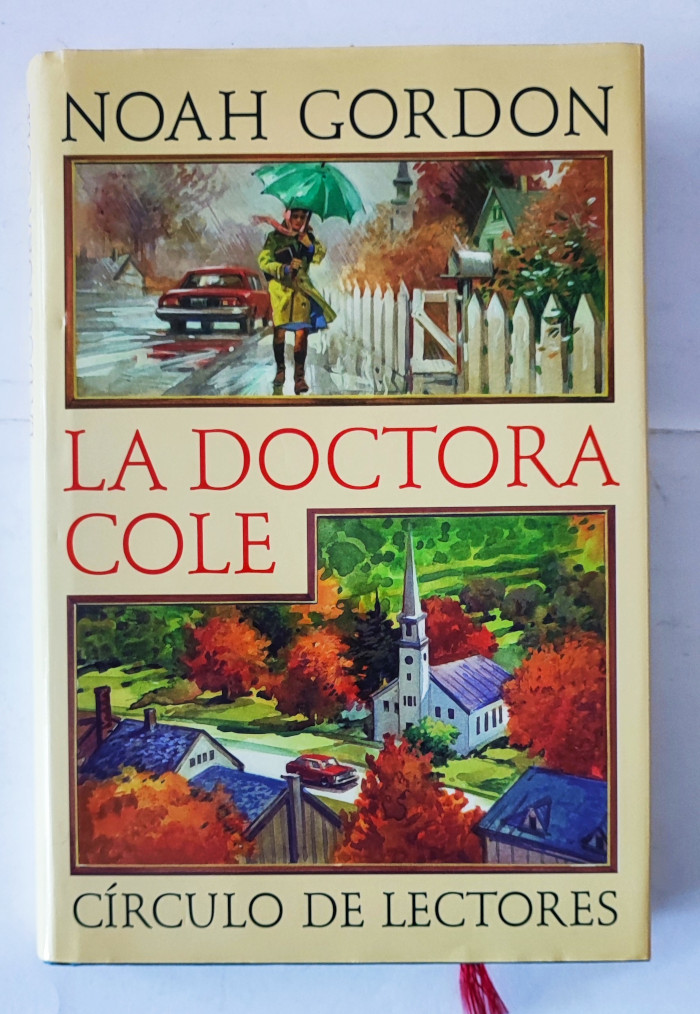 NOAH GORDON
LA DOCTORA
COLE
CÍRCULO DE LECTORES